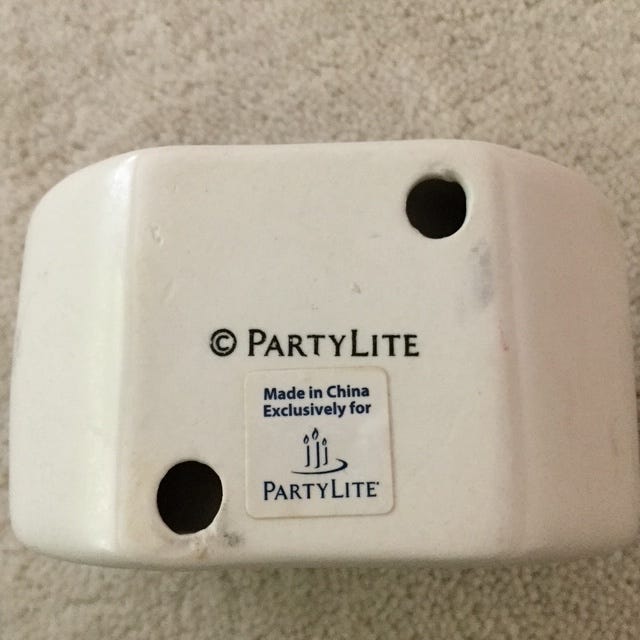 © PARTYLITE
Made in China
Exclusively for
PARTYLITE®